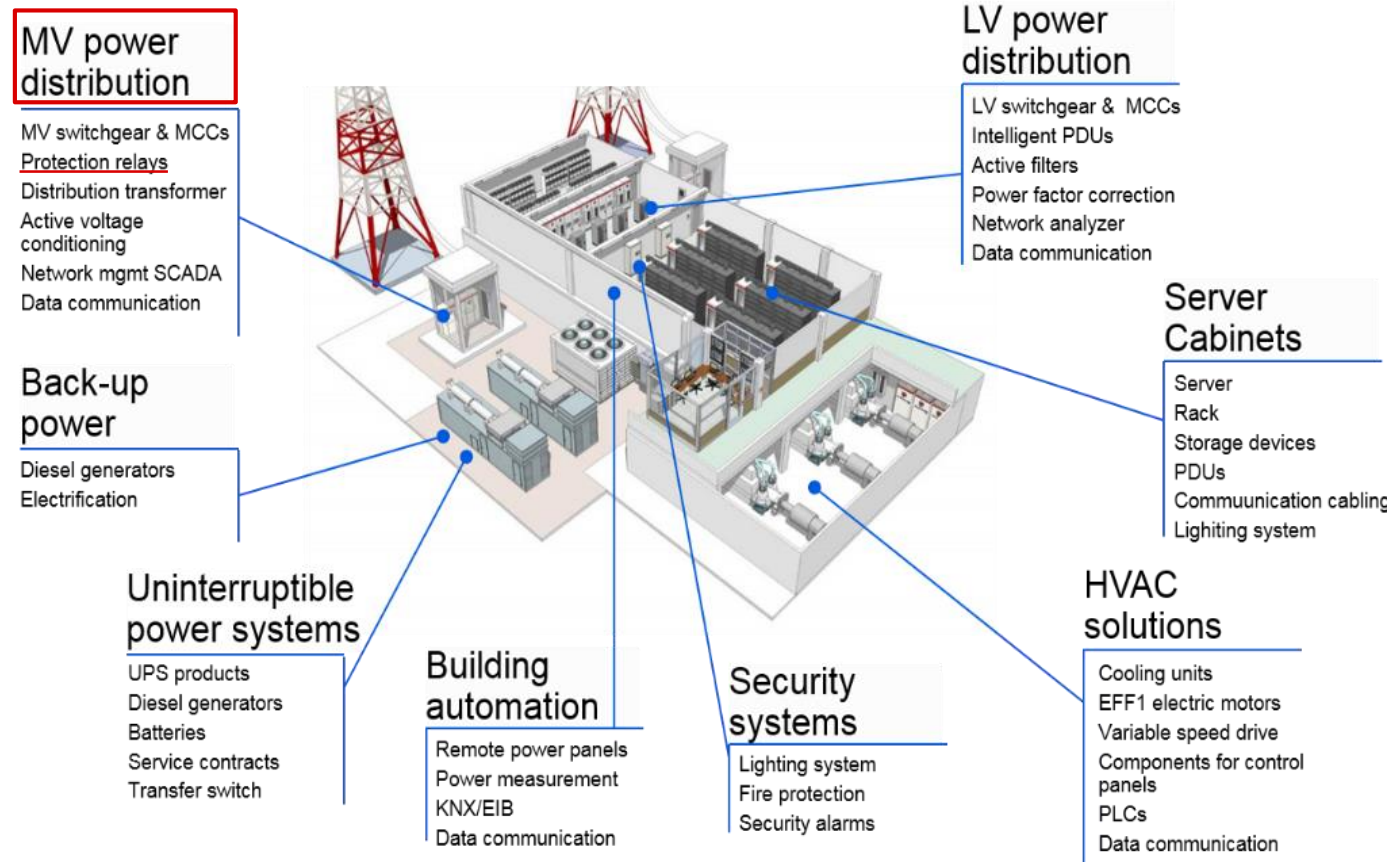 MV power
distribution
MV switchgear & MCCs
Protection relays
Distribution transformer
Active voltage
conditioning
Network mgmt SCADA
Data communication
LV power
distribution
LV switchgear & MCCs
Intelligent PDUs
Active filters
Power factor correction
Network analyzer
Data communication
Back-up
power
Diesel generators
Electrification
Server
Cabinets
Server
Rack
Storage devices
PDUs
Commuunication cabling
Lighiting system
Uninterruptible
power systems
UPS products
Diesel generators
Batteries
Service contracts
Transfer switch
Building
automation
Remote power panels
Power measurement
KNX/EIB
Data communication
Security
systems
Lighting system
Fire protection
Security alarms
HVAC
solutions
Cooling units
EFF1 electric motors
Variable speed drive
Components for control
panels
PLCs
Data communication